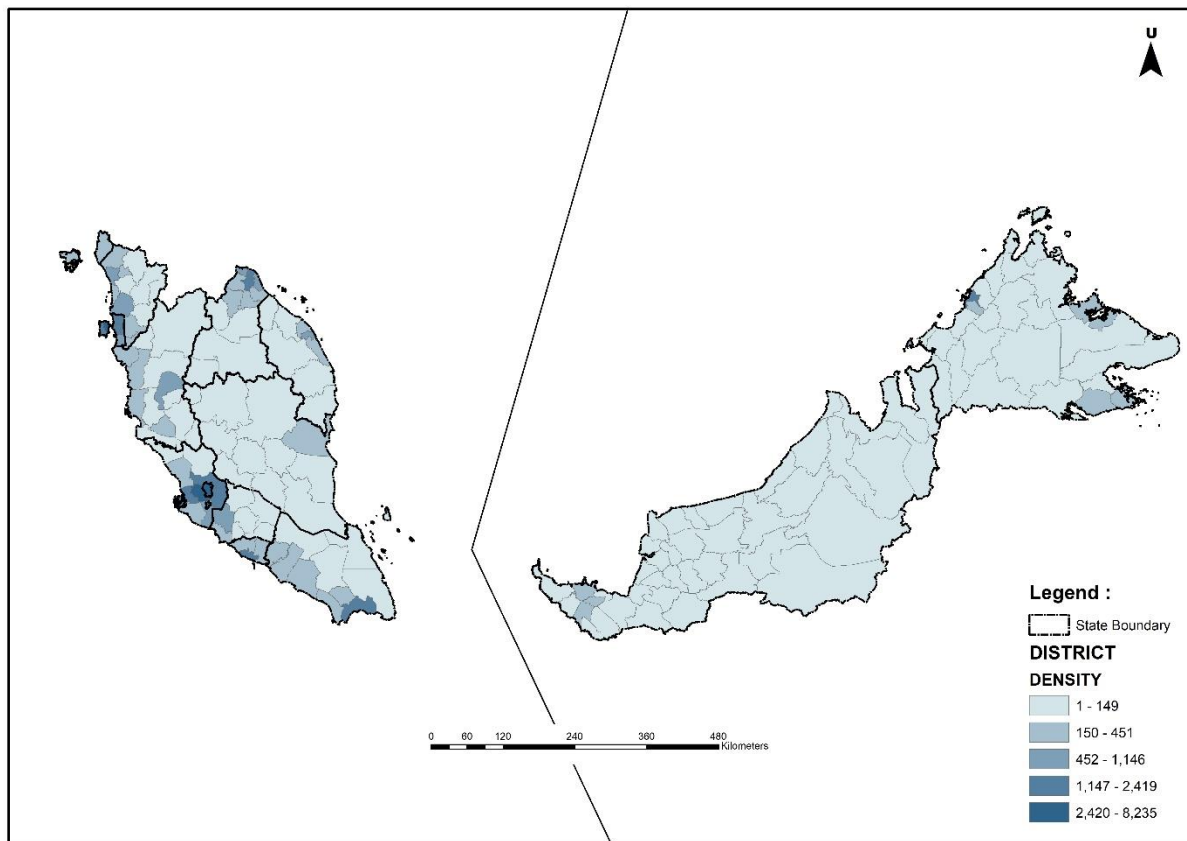 U
Legend :
State Boundary
DISTRICT
DENSITY
1 - 149
150 - 451
452 - 1,146
1,147 - 2,419
2,420 - 8,235
0 60 120 240 360 480
Kilometers